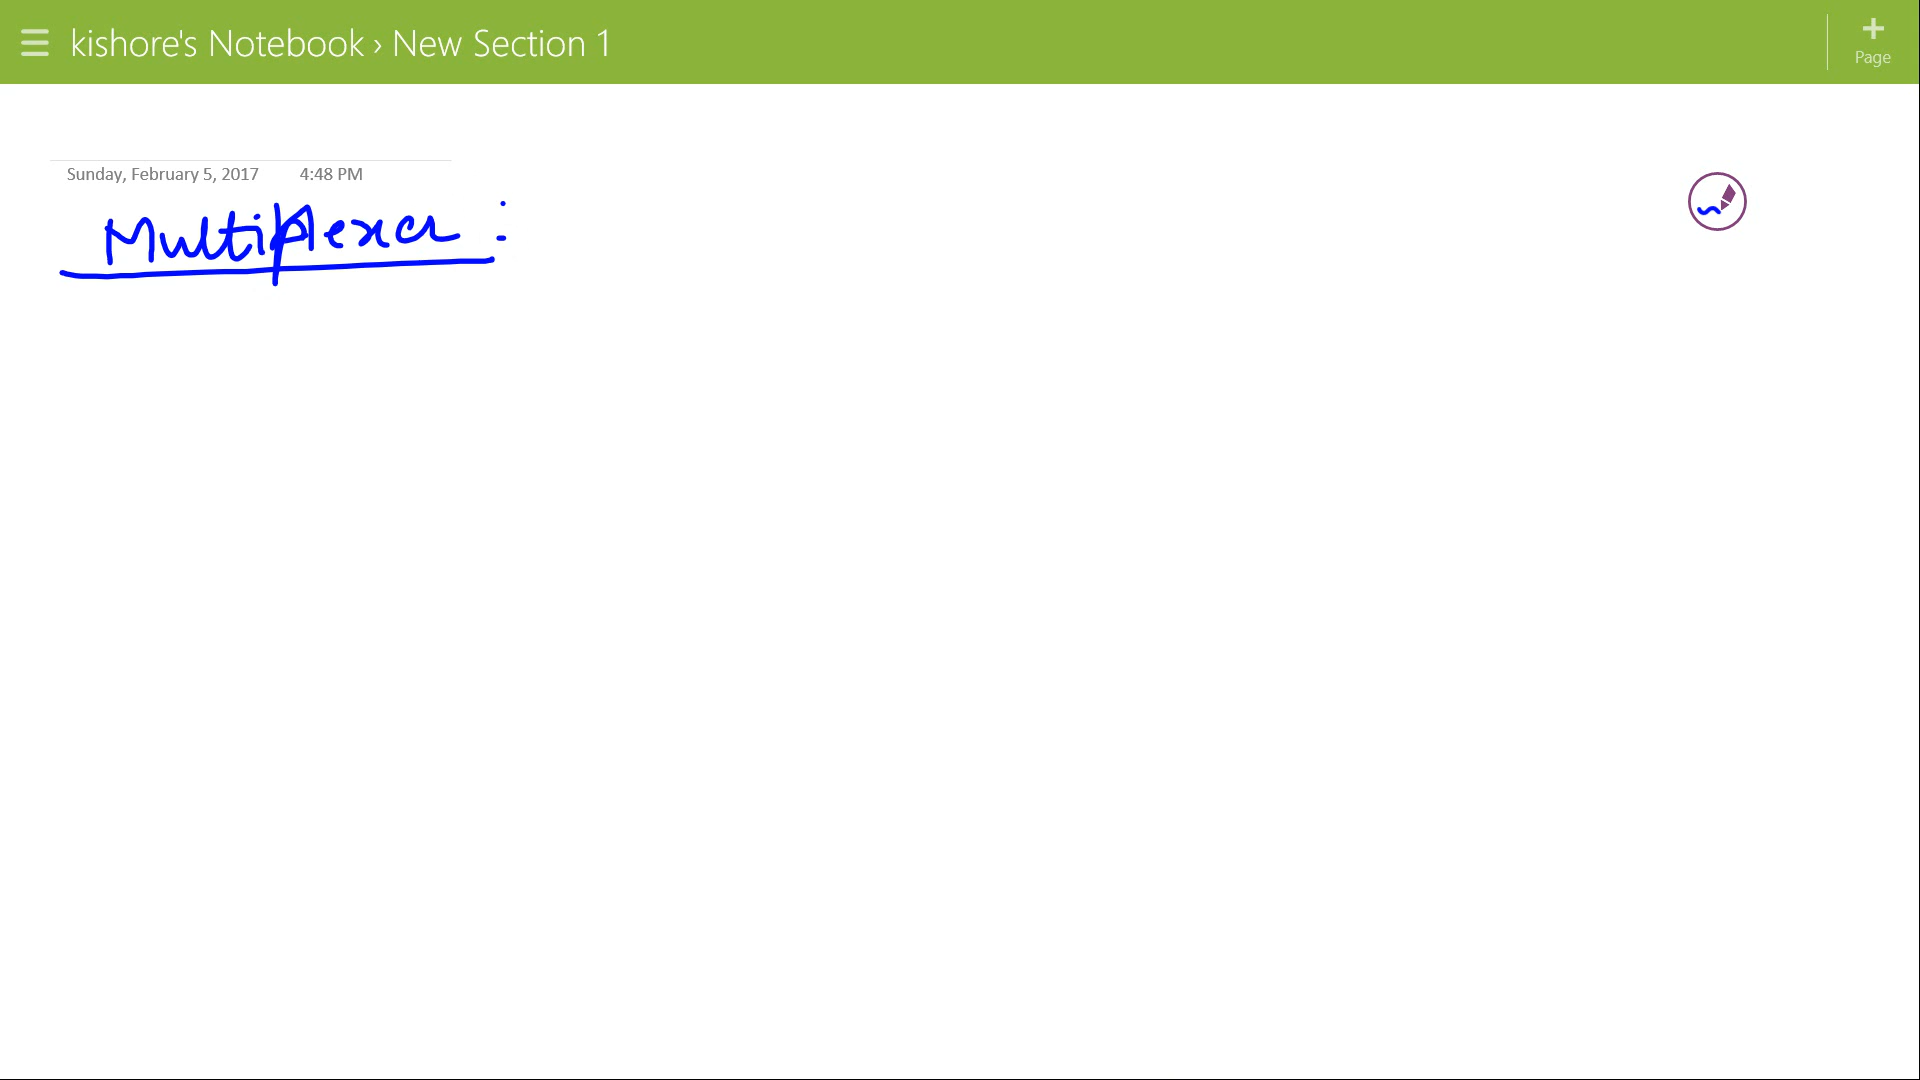 kishore's Notebook › New Section 1
Page
Sunday, February 5, 2017 4:48 PM
Multiplexer :